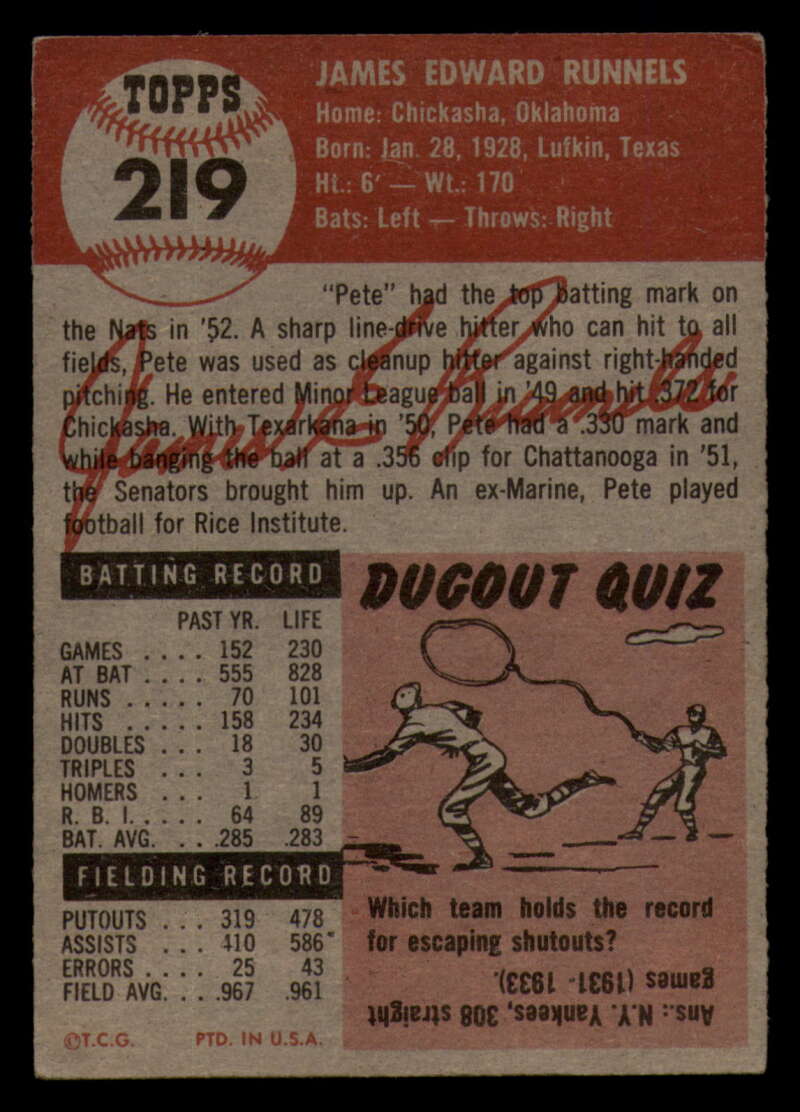 TOPPS
219
JAMES EDWARD RUNNELS
Home: Chickasha, Oklahoma
Born: Jan. 28, 1928, Lufkin, Texas
Ht.: 6' — Wt.: 170
Bats: Left — Throws: Right
"Pete" had the top batting mark on
the Nats in '52. A sharp line-drive hitter who can hit to all
fields, Pete was used as cleanup hitter against right-handed
pitching. He entered Minor League ball in '49 and hit .372 for
Chickasha. With Texarkana in '50, Pete had a .330 mark and
while banging the ball at a .356 clip for Chattanooga in '51,
the Senators brought him up. An ex-Marine, Pete played
football for Rice Institute.
James E. Runnels
BATTING RECORD
PAST YR. LIFE
GAMES .... 152 230
AT BAT .... 555 828
RUNS ..... 70 101
HITS ..... 158 234
DOUBLES ... 18 30
TRIPLES ... 3 5
HOMERS ... 1 1
R. B. I. .... 64 89
BAT. AVG. ... .285 .283
FIELDING RECORD
PUTOUTS ... 319 478
ASSISTS ... 410 586
ERRORS .... 25 43
FIELD AVG. ... .967 .961
©T.C.G. PTD. IN U.S.A.
DUGOUT QUIZ
Which team holds the record
for escaping shutouts?
Ans.: N.Y. Yankees, 308 straight
games (1931-1933).